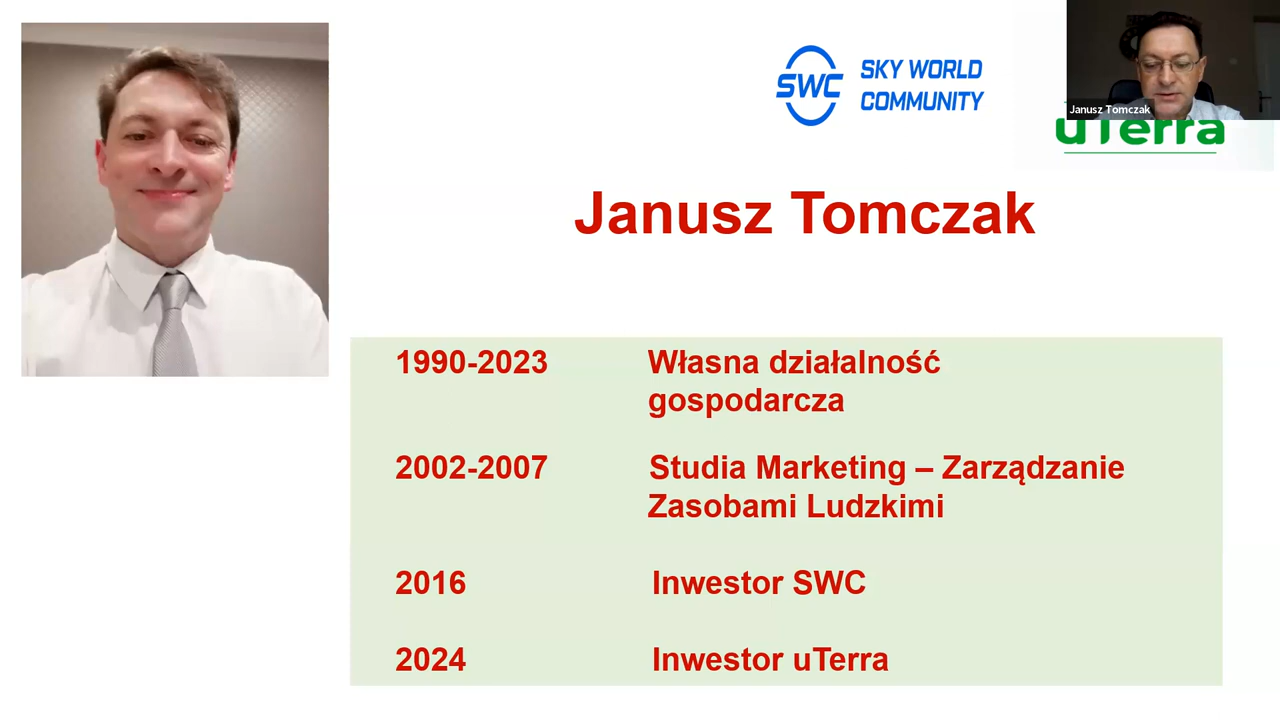 SWC
SKY WORLD
COMMUNITY
Janusz Tomczak
uTerra
Janusz Tomczak
1990-2023 Własna działalność
gospodarcza
2002-2007 Studia Marketing – Zarządzanie
Zasobami Ludzkimi
2016 Inwestor SWC
2024 Inwestor uTerra